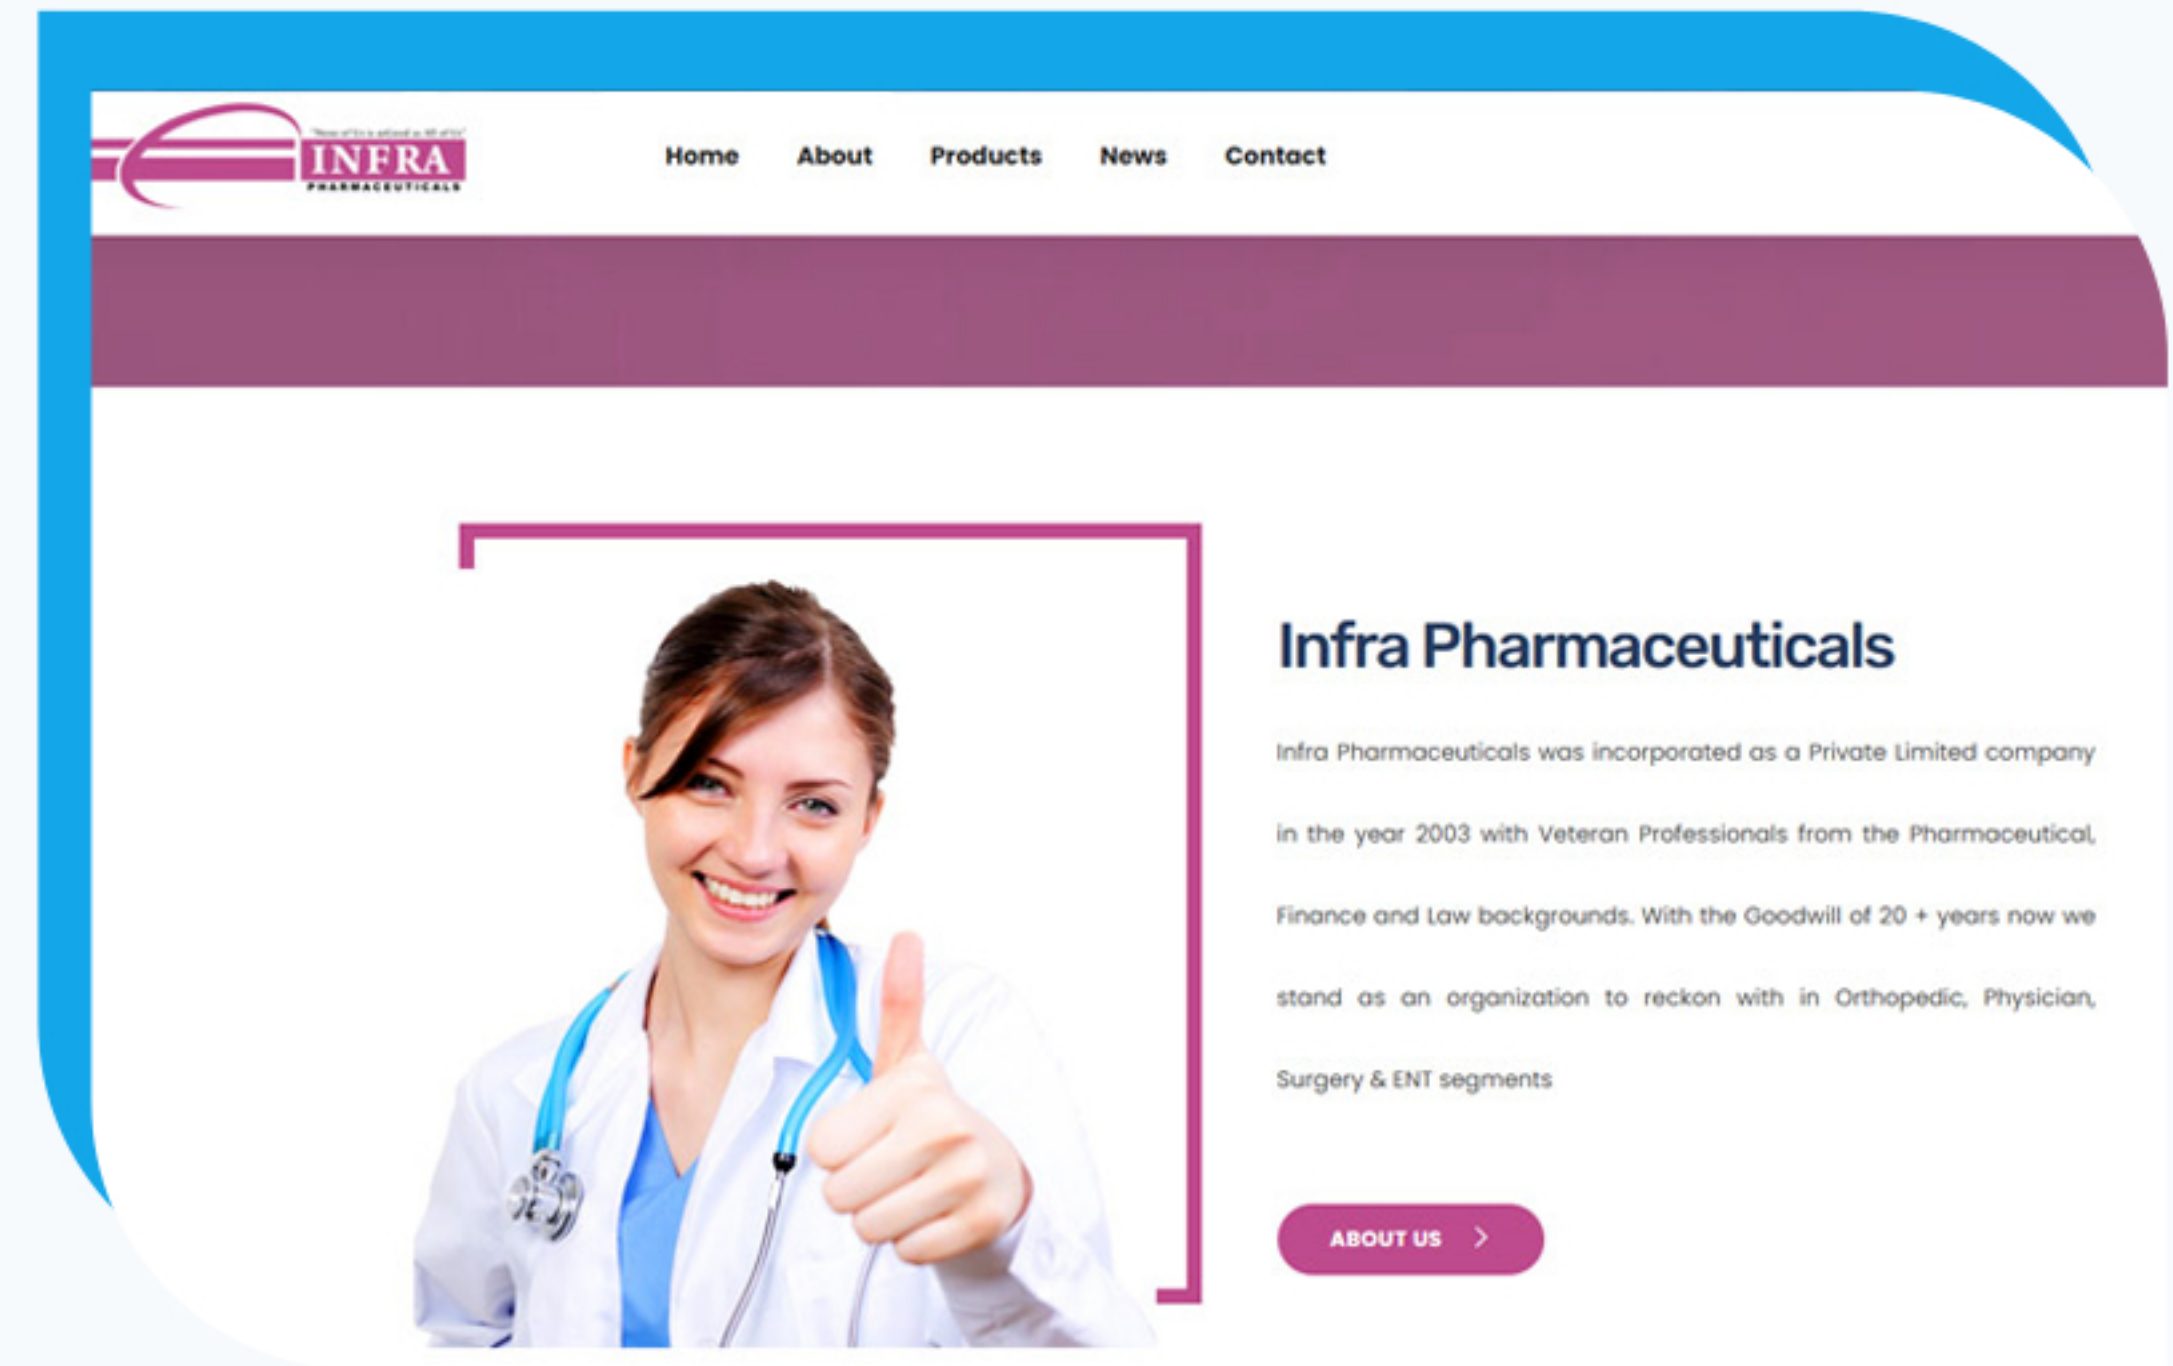 INFRA
PHARMACEUTICALS
Home About Products News Contact
Infra Pharmaceuticals
Infra Pharmaceuticals was incorporated as a Private Limited company
in the year 2003 with Veteran Professionals from the Pharmaceutical,
Finance and Law backgrounds. With the Goodwill of 20 + years now we
stand as an organization to reckon with in Orthopedic, Physician,
Surgery & ENT segments
ABOUT US